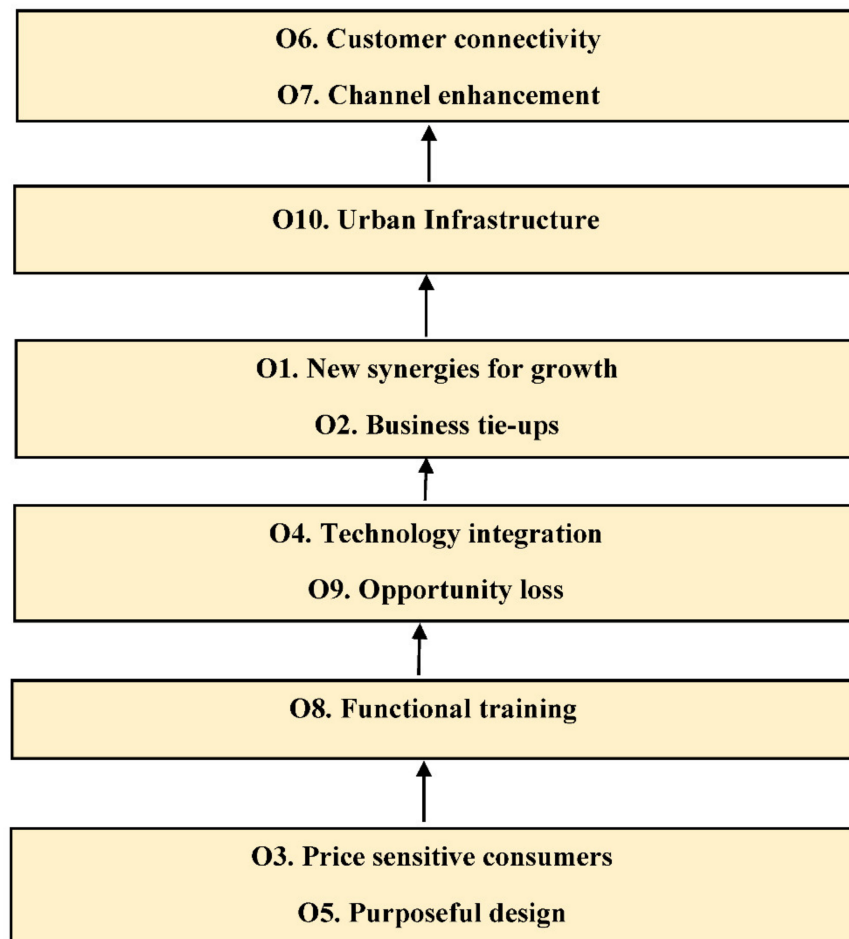 O6. Customer connectivity
O7. Channel enhancement
O10. Urban Infrastructure
O1. New synergies for growth
O2. Business tie-ups
O4. Technology integration
O9. Opportunity loss
O8. Functional training
O3. Price sensitive consumers
O5. Purposeful design